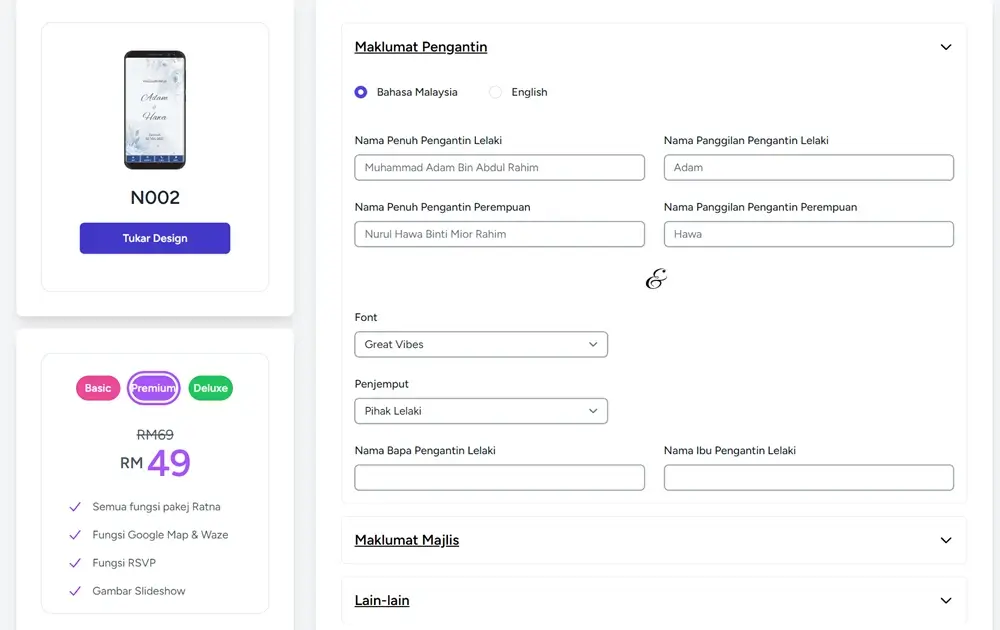 Adam
Hawa
N002
Tukar Design
Basic
Premium
Deluxe
RM69
RM 49
Semua fungsi pakej Ratna
Fungsi Google Map & Waze
Fungsi RSVP
Gambar Slideshow
Maklumat Pengantin
Bahasa Malaysia
English
Nama Penuh Pengantin Lelaki
Nama Panggilan Pengantin Lelaki
Muhammad Adam Bin Abdul Rahim
Adam
Nama Penuh Pengantin Perempuan
Nama Panggilan Pengantin Perempuan
Nurul Hawa Binti Mior Rahim
Hawa
&
Font
Great Vibes
Penjemput
Pihak Lelaki
Nama Bapa Pengantin Lelaki
Nama Ibu Pengantin Lelaki
Maklumat Majlis
Lain-lain